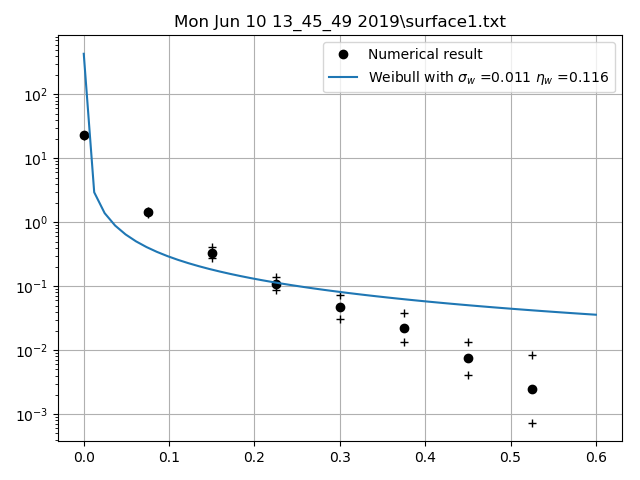 Mon Jun 10 13_45_49 2019\surface1.txt
Numerical result
Weibull with σw =0.011 ηw =0.116
10²
10¹
10⁰
10⁻¹
10⁻²
10⁻³
0.0 0.1 0.2 0.3 0.4 0.5 0.6